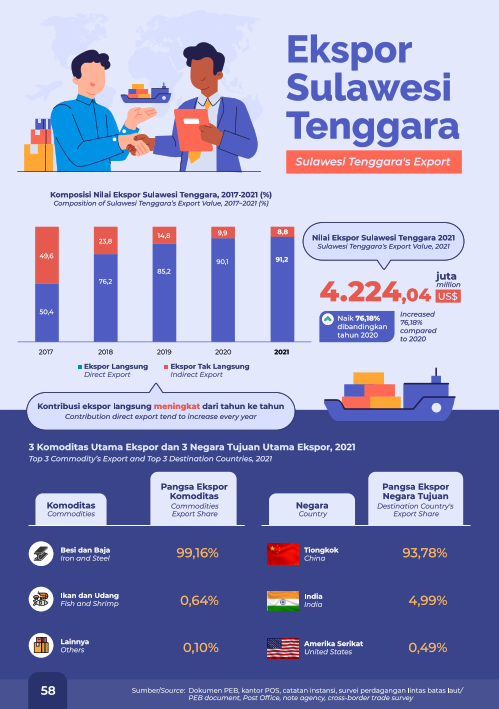 Ekspor
Sulawesi
Tenggara
Sulawesi Tenggara's Export
Komposisi Nilai Ekspor Sulawesi Tenggara, 2017-2021 (%)
Composition of Sulawesi Tenggara's Export Value, 2017-2021 (%)
49,6
50,4
23,8
76,2
14,8
85,2
9,9
90,1
8,8
91,2
2017
2018
2019
2020
2021
Ekspor Langsung
Direct Export
Ekspor Tak Langsung
Indirect Export
Nilai Ekspor Sulawesi Tenggara 2021
Sulawesi Tenggara's Export Value, 2021
4.224,04
juta
million
US$
Naik 76,18%
dibandingkan
tahun 2020
Increased
76,18%
compared
to 2020
Kontribusi ekspor langsung meningkat dari tahun ke tahun
Contribution direct export tend to increase every year
3 Komoditas Utama Ekspor dan 3 Negara Tujuan Utama Ekspor, 2021
Top 3 Commodity's Export and Top 3 Destination Countries, 2021
Komoditas
Commodities
Pangsa Ekspor
Komoditas
Commodities
Export Share
Negara
Country
Pangsa Ekspor
Negara Tujuan
Destination Country's
Export Share
Besi dan Baja
Iron and Steel
99,16%
Tiongkok
China
93,78%
Ikan dan Udang
Fish and Shrimp
0,64%
India
India
4,99%
Lainnya
Others
0,10%
Amerika Serikat
United States
0,49%
58
Sumber/Source: Dokumen PEB, kantor POS, catatan instansi, survei perdagangan lintas batas laut/
PEB document, Post Office, note agency, cross-border trade survey